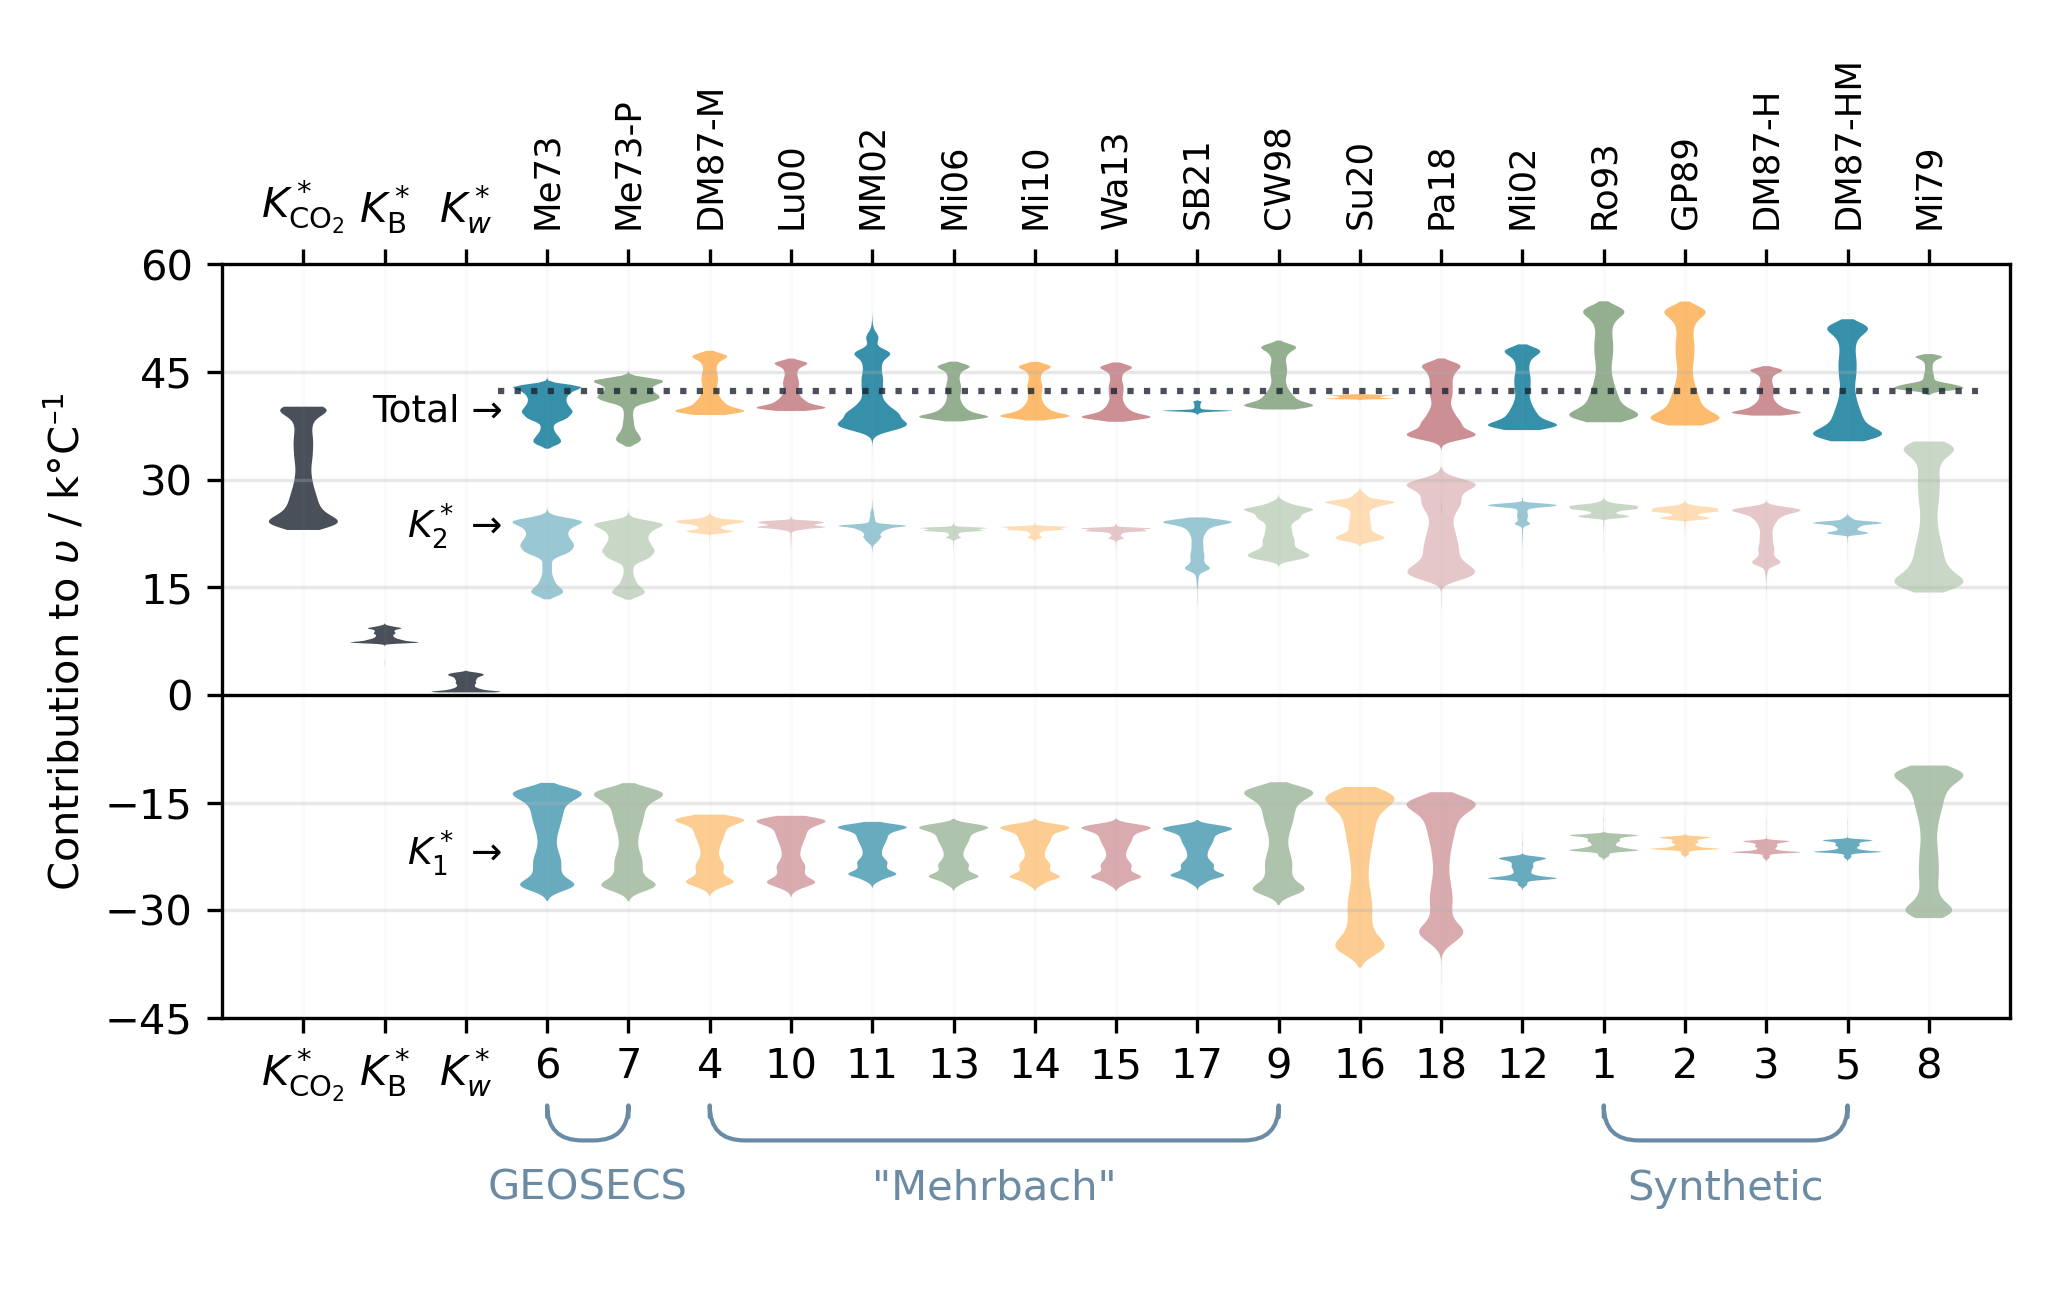 K*CO2 K*B K*w Me73 Me73-P DM87-M Lu00 MM02 Mi06 Mi10 Wa13 SB21 CW98 Su20 Pa18 Mi02 Ro93 GP89 DM87-H DM87-HM Mi79
Contribution to υ / k°C⁻¹
60
45
30
15
0
−15
−30
−45
Total →
K*2 →
K*1 →
K*CO2 K*B K*w 6 7 4 10 11 13 14 15 17 9 16 18 12 1 2 3 5 8
GEOSECS "Mehrbach" Synthetic